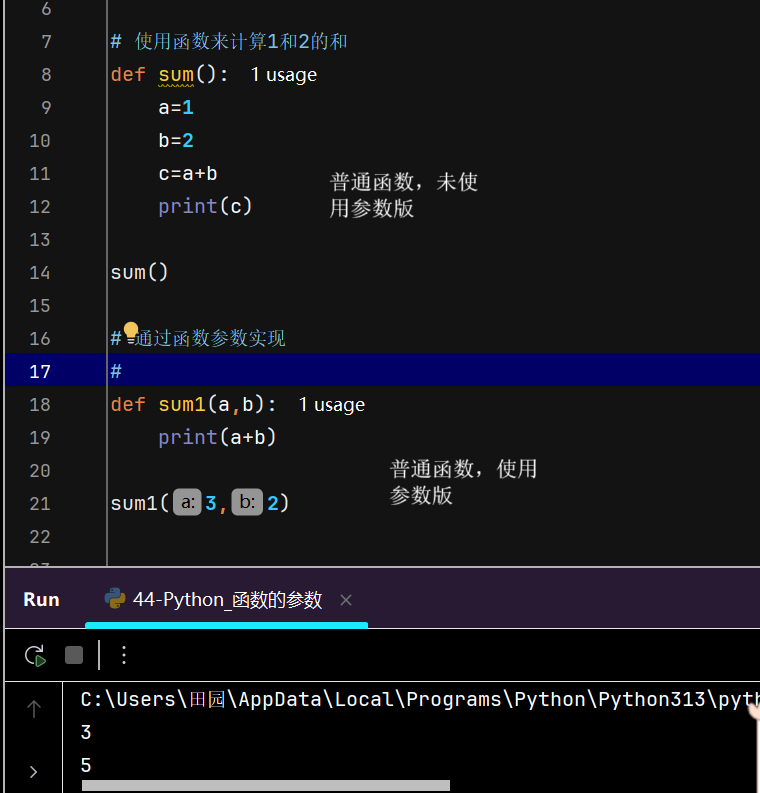 6
7 # 使用函数来计算1和2的和
8 def sum(): 1 usage
9 a=1
10 b=2
11 c=a+b
12 print(c)
普通函数，未使
用参数版
13
14 sum()
15
16 # 通过函数参数实现
17 #
18 def sum1(a,b): 1 usage
19 print(a+b)
20
普通函数，使用
参数版
21 sum1(a: 3,b: 2)
22
Run 44-Python_函数的参数 ×
C:\Users\田园\AppData\Local\Programs\Python\Python313\pyth
3
5